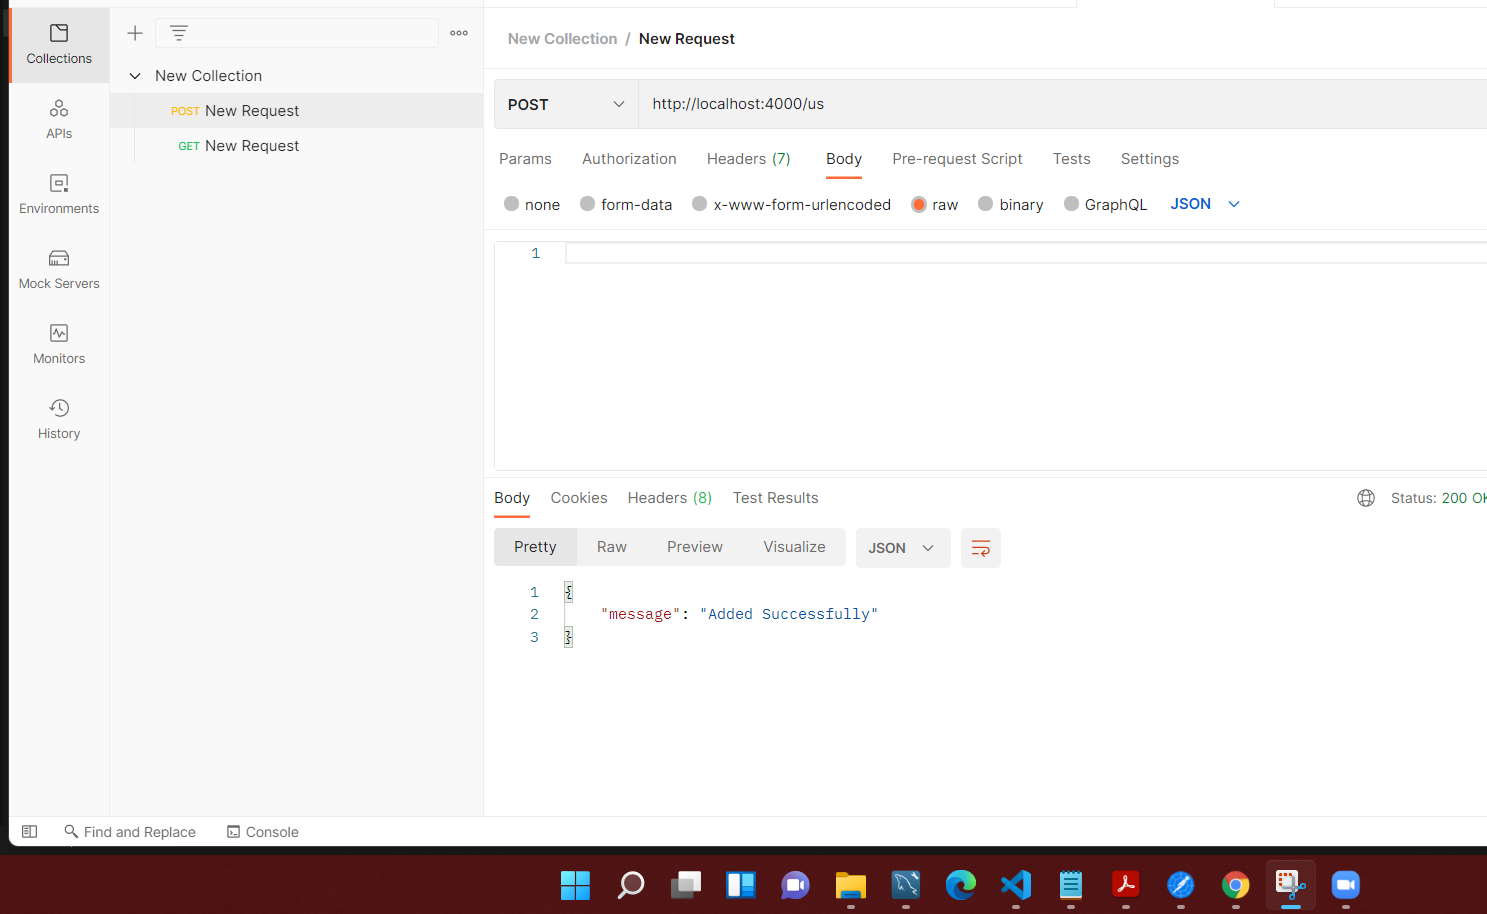 Collections
APIs
Environments
Mock Servers
Monitors
History
New Collection
POST New Request
GET New Request
New Collection / New Request
POST http://localhost:4000/us
Params Authorization Headers (7) Body Pre-request Script Tests Settings
none form-data x-www-form-urlencoded raw binary GraphQL JSON
1
Body Cookies Headers (8) Test Results Status: 200 OK
Pretty Raw Preview Visualize JSON
1 {
2 "message": "Added Successfully"
3 }
Find and Replace Console